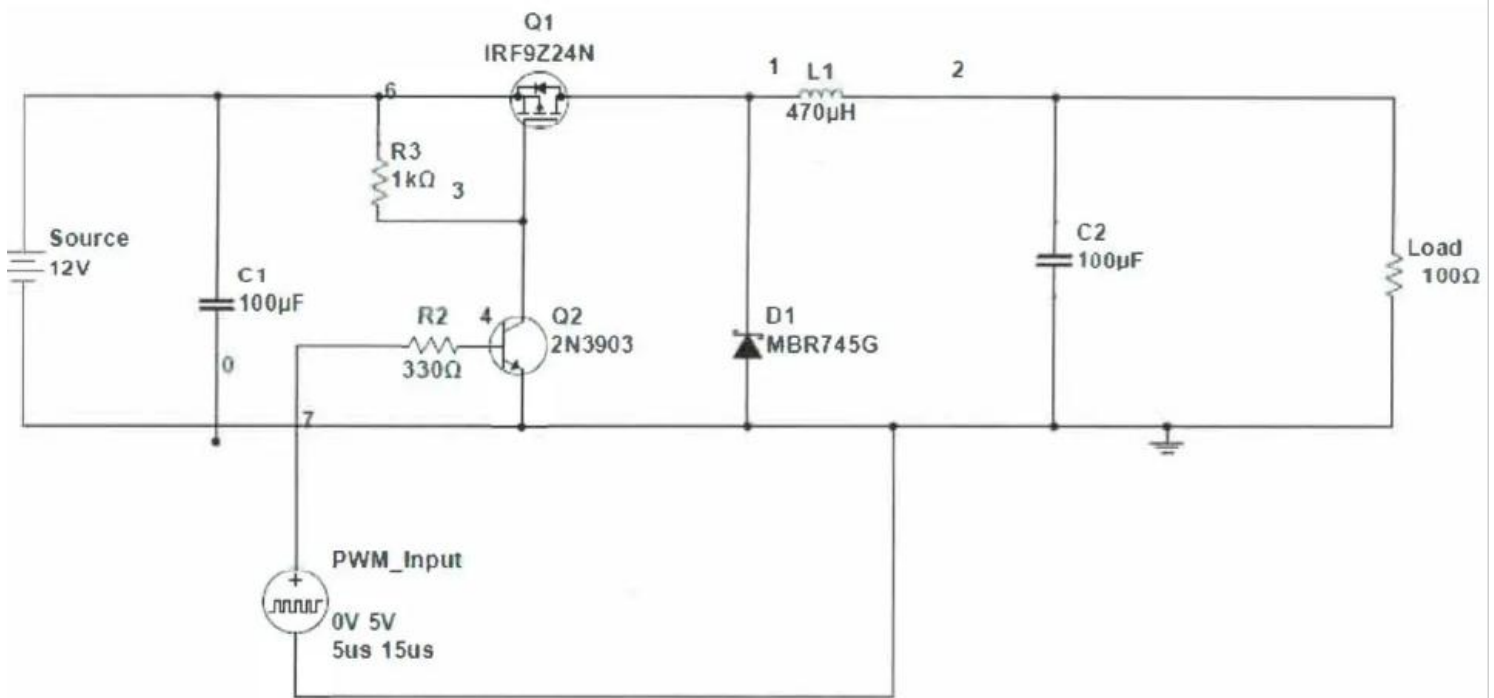 Q1
IRF9Z24N
6
1
L1
470µH
2
R3
1kΩ
3
Source
12V
C1
100µF
0
R2
330Ω
4
Q2
2N3903
D1
MBR745G
C2
100µF
Load
100Ω
7
PWM_Input
0V 5V
5us 15us